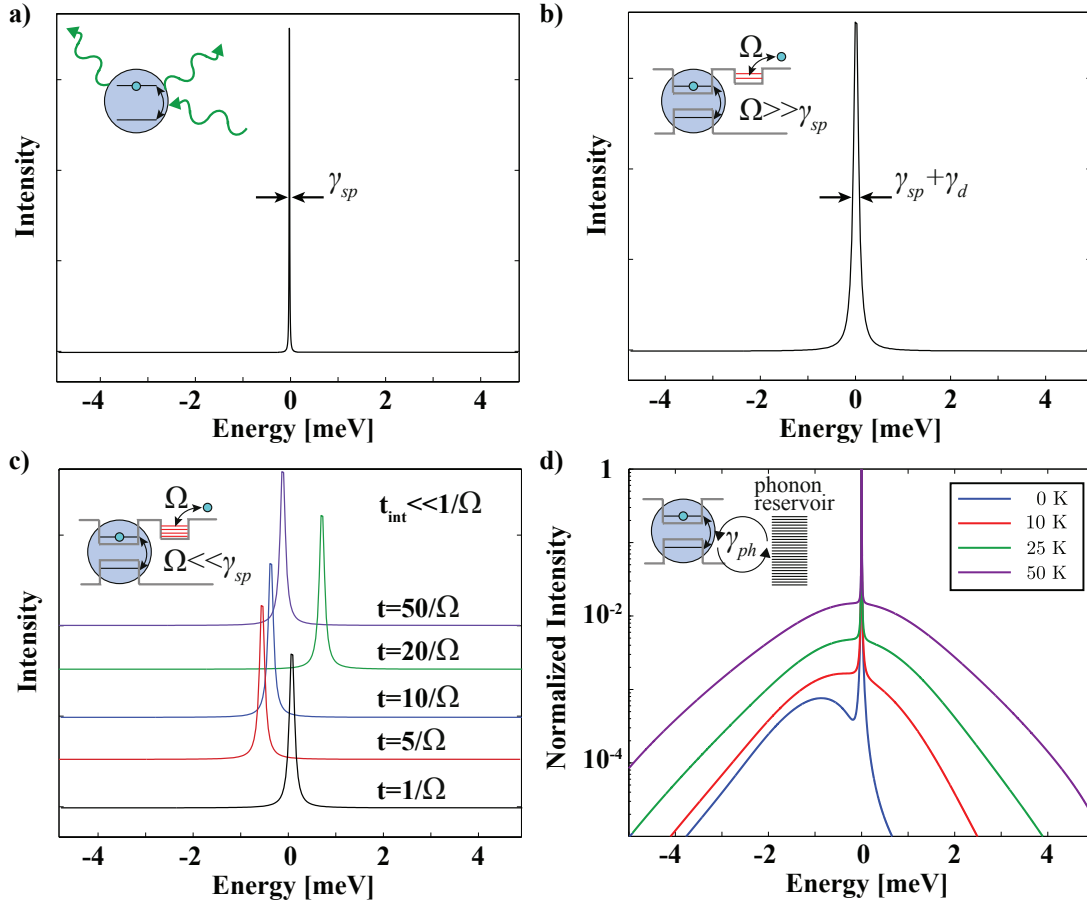 a)
Intensity
γsp
-4 -2 0 2 4
Energy [meV]
b)
Intensity
Ω
Ω>>γsp
γsp+γd
-4 -2 0 2 4
Energy [meV]
c)
Intensity
Ω
Ω<<γsp
tint<<1/Ω
t=50/Ω
t=20/Ω
t=10/Ω
t=5/Ω
t=1/Ω
-4 -2 0 2 4
Energy [meV]
d)
Normalized Intensity
1
10-2
10-4
phonon
reservoir
γph
0 K
10 K
25 K
50 K
-4 -2 0 2 4
Energy [meV]